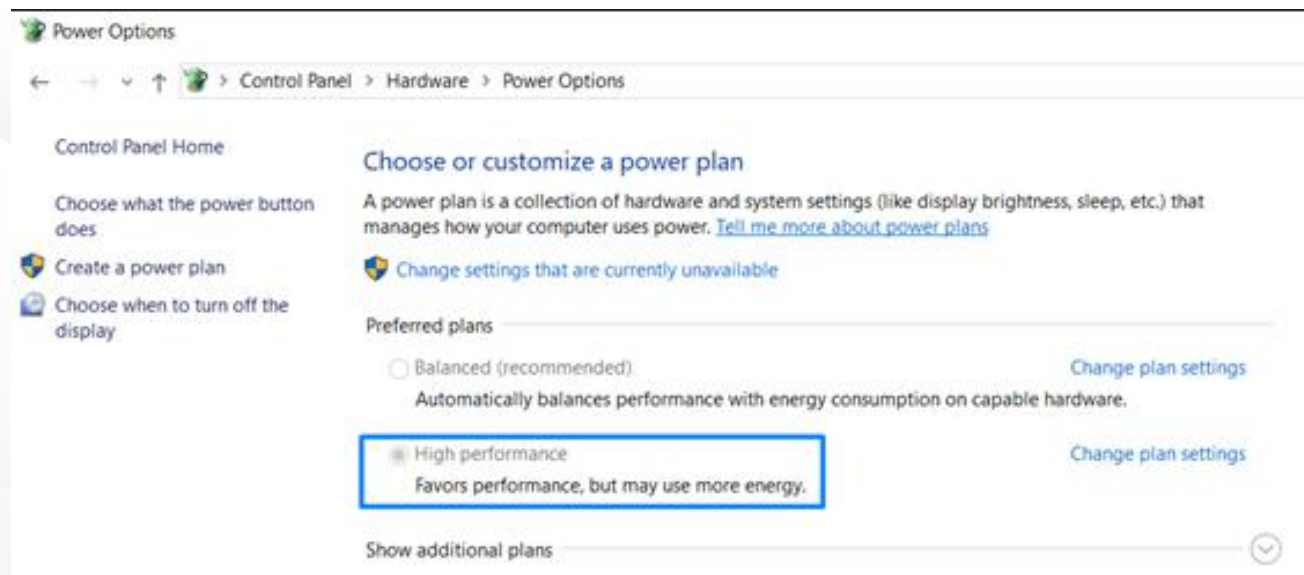 Power Options
Control Panel > Hardware > Power Options
Control Panel Home
Choose what the power button
does
Create a power plan
Choose when to turn off the
display
Choose or customize a power plan
A power plan is a collection of hardware and system settings (like display brightness, sleep, etc.) that
manages how your computer uses power. Tell me more about power plans
Change settings that are currently unavailable
Preferred plans
Balanced (recommended) Change plan settings
Automatically balances performance with energy consumption on capable hardware.
High performance Change plan settings
Favors performance, but may use more energy.
Show additional plans